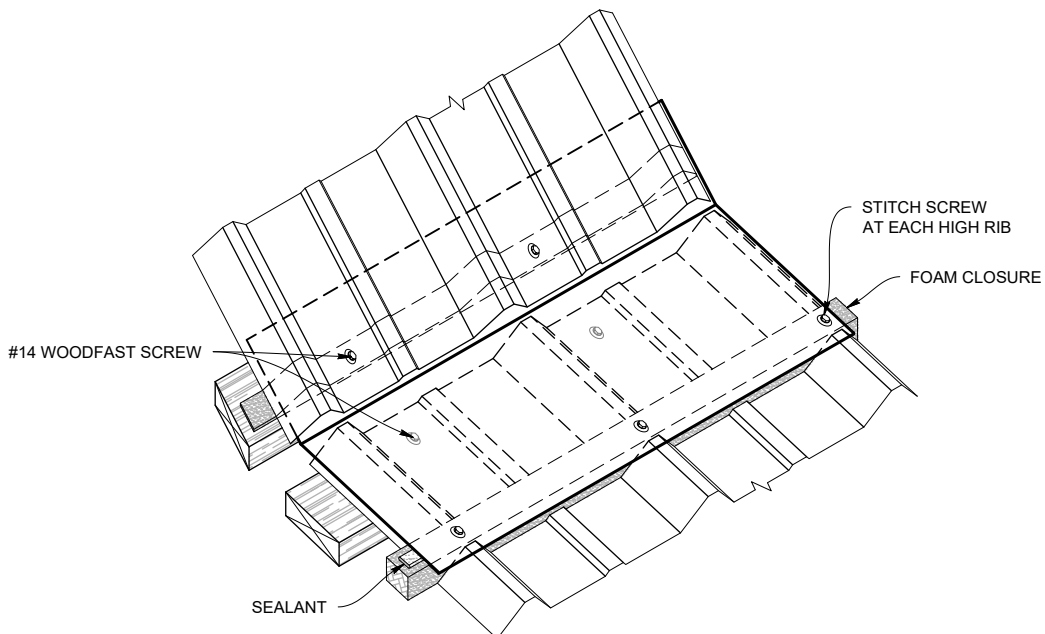 STITCH SCREW
AT EACH HIGH RIB
FOAM CLOSURE
#14 WOODFAST SCREW
SEALANT